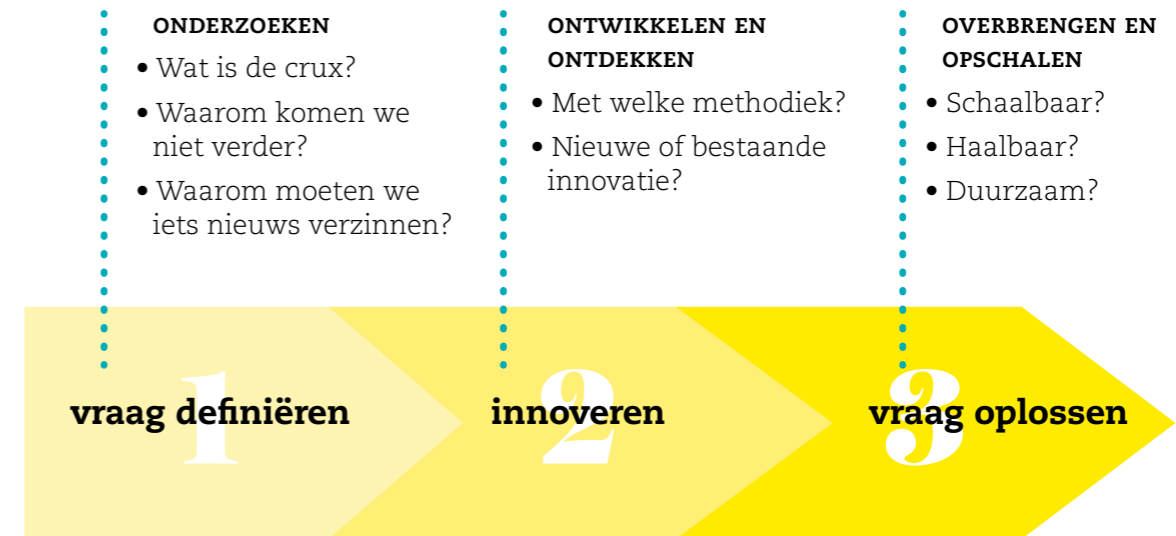 ONDERZOEKEN
• Wat is de crux?
• Waarom komen we
niet verder?
• Waarom moeten we
iets nieuws verzinnen?
ONTWIKKELEN EN
ONTDEKKEN
• Met welke methodiek?
• Nieuwe of bestaande
innovatie?
OVERBRENGEN EN
OPSCHALEN
• Schaalbaar?
• Haalbaar?
• Duurzaam?
1
vraag definiëren
2
innoveren
3
vraag oplossen